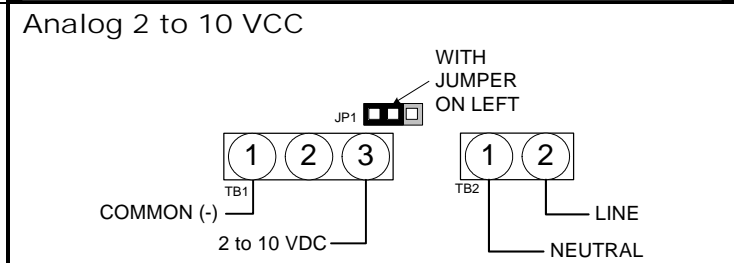 Analog 2 to 10 VCC
WITH
JUMPER
ON LEFT
JP1
1 2 3
1 2
TB1
TB2
COMMON (-)
LINE
2 to 10 VDC
NEUTRAL